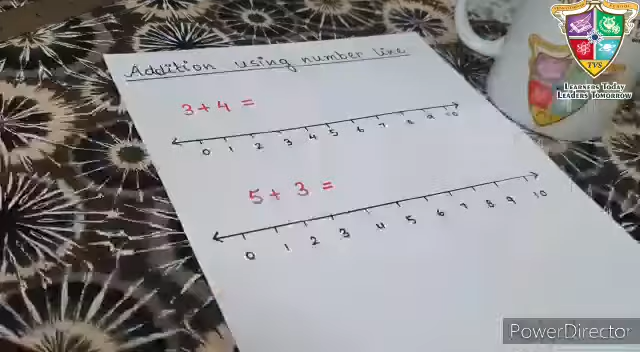 Addition using number line
3+4 =
0 1 2 3 4 5 6 7 8 9 10
5+ 3 =
0 1 2 3 4 5 6 7 8 9 10
TVS
LEARNERS TODAY
LEADERS TOMORROW
PowerDirector